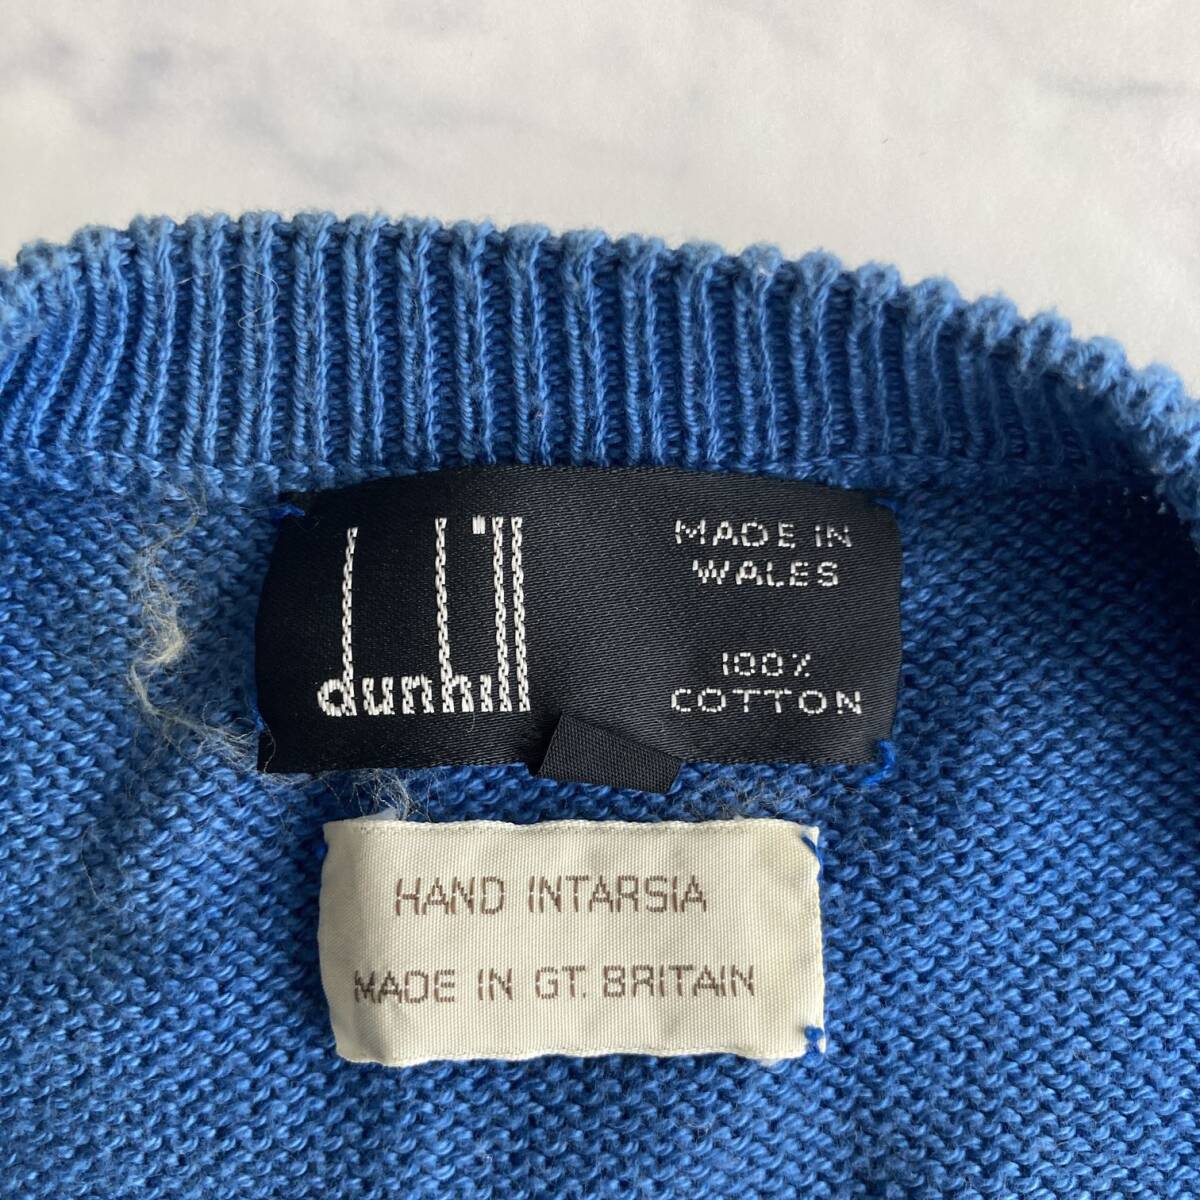 dunhill
MADE IN
WALES
100%
COTTON
HAND INTARSIA
MADE IN GT. BRITAIN